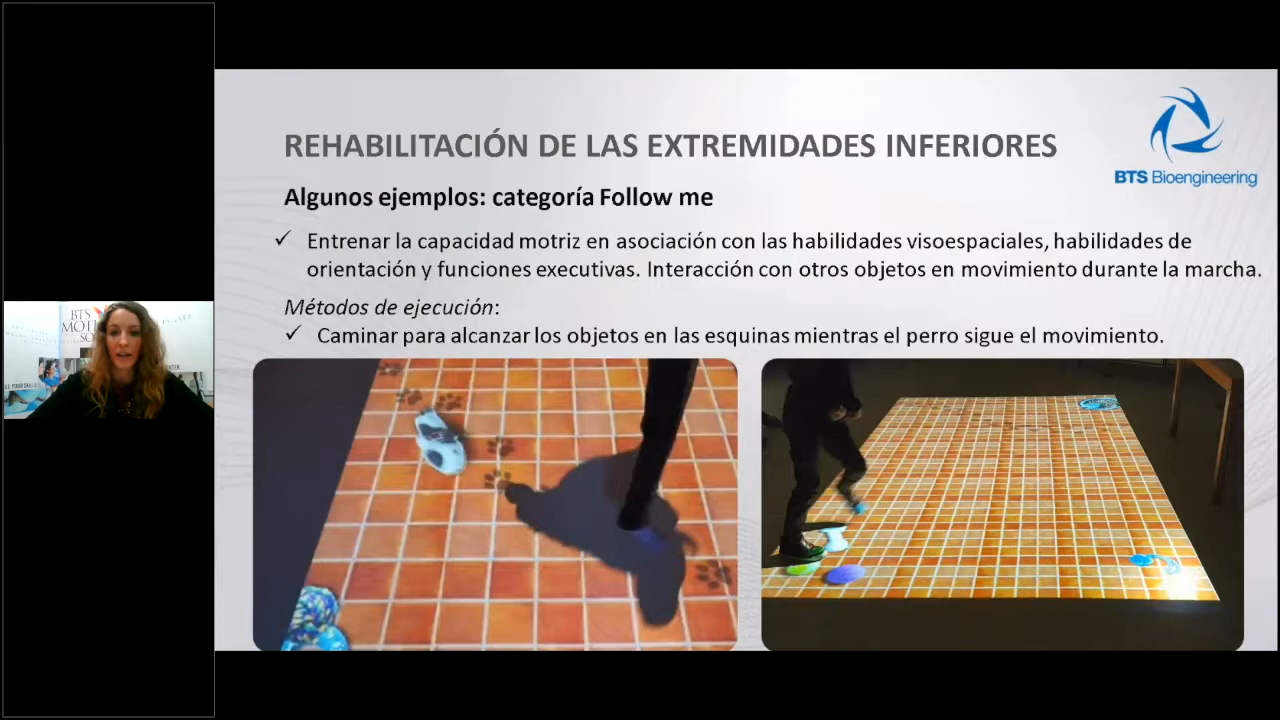 REHABILITACIÓN DE LAS EXTREMIDADES INFERIORES
BTS Bioengineering
Algunos ejemplos: categoría Follow me
✓ Entrenar la capacidad motriz en asociación con las habilidades visoespaciales, habilidades de
orientación y funciones executivas. Interacción con otros objetos en movimiento durante la marcha.
Métodos de ejecución:
✓ Caminar para alcanzar los objetos en las esquinas mientras el perro sigue el movimiento.
BTS